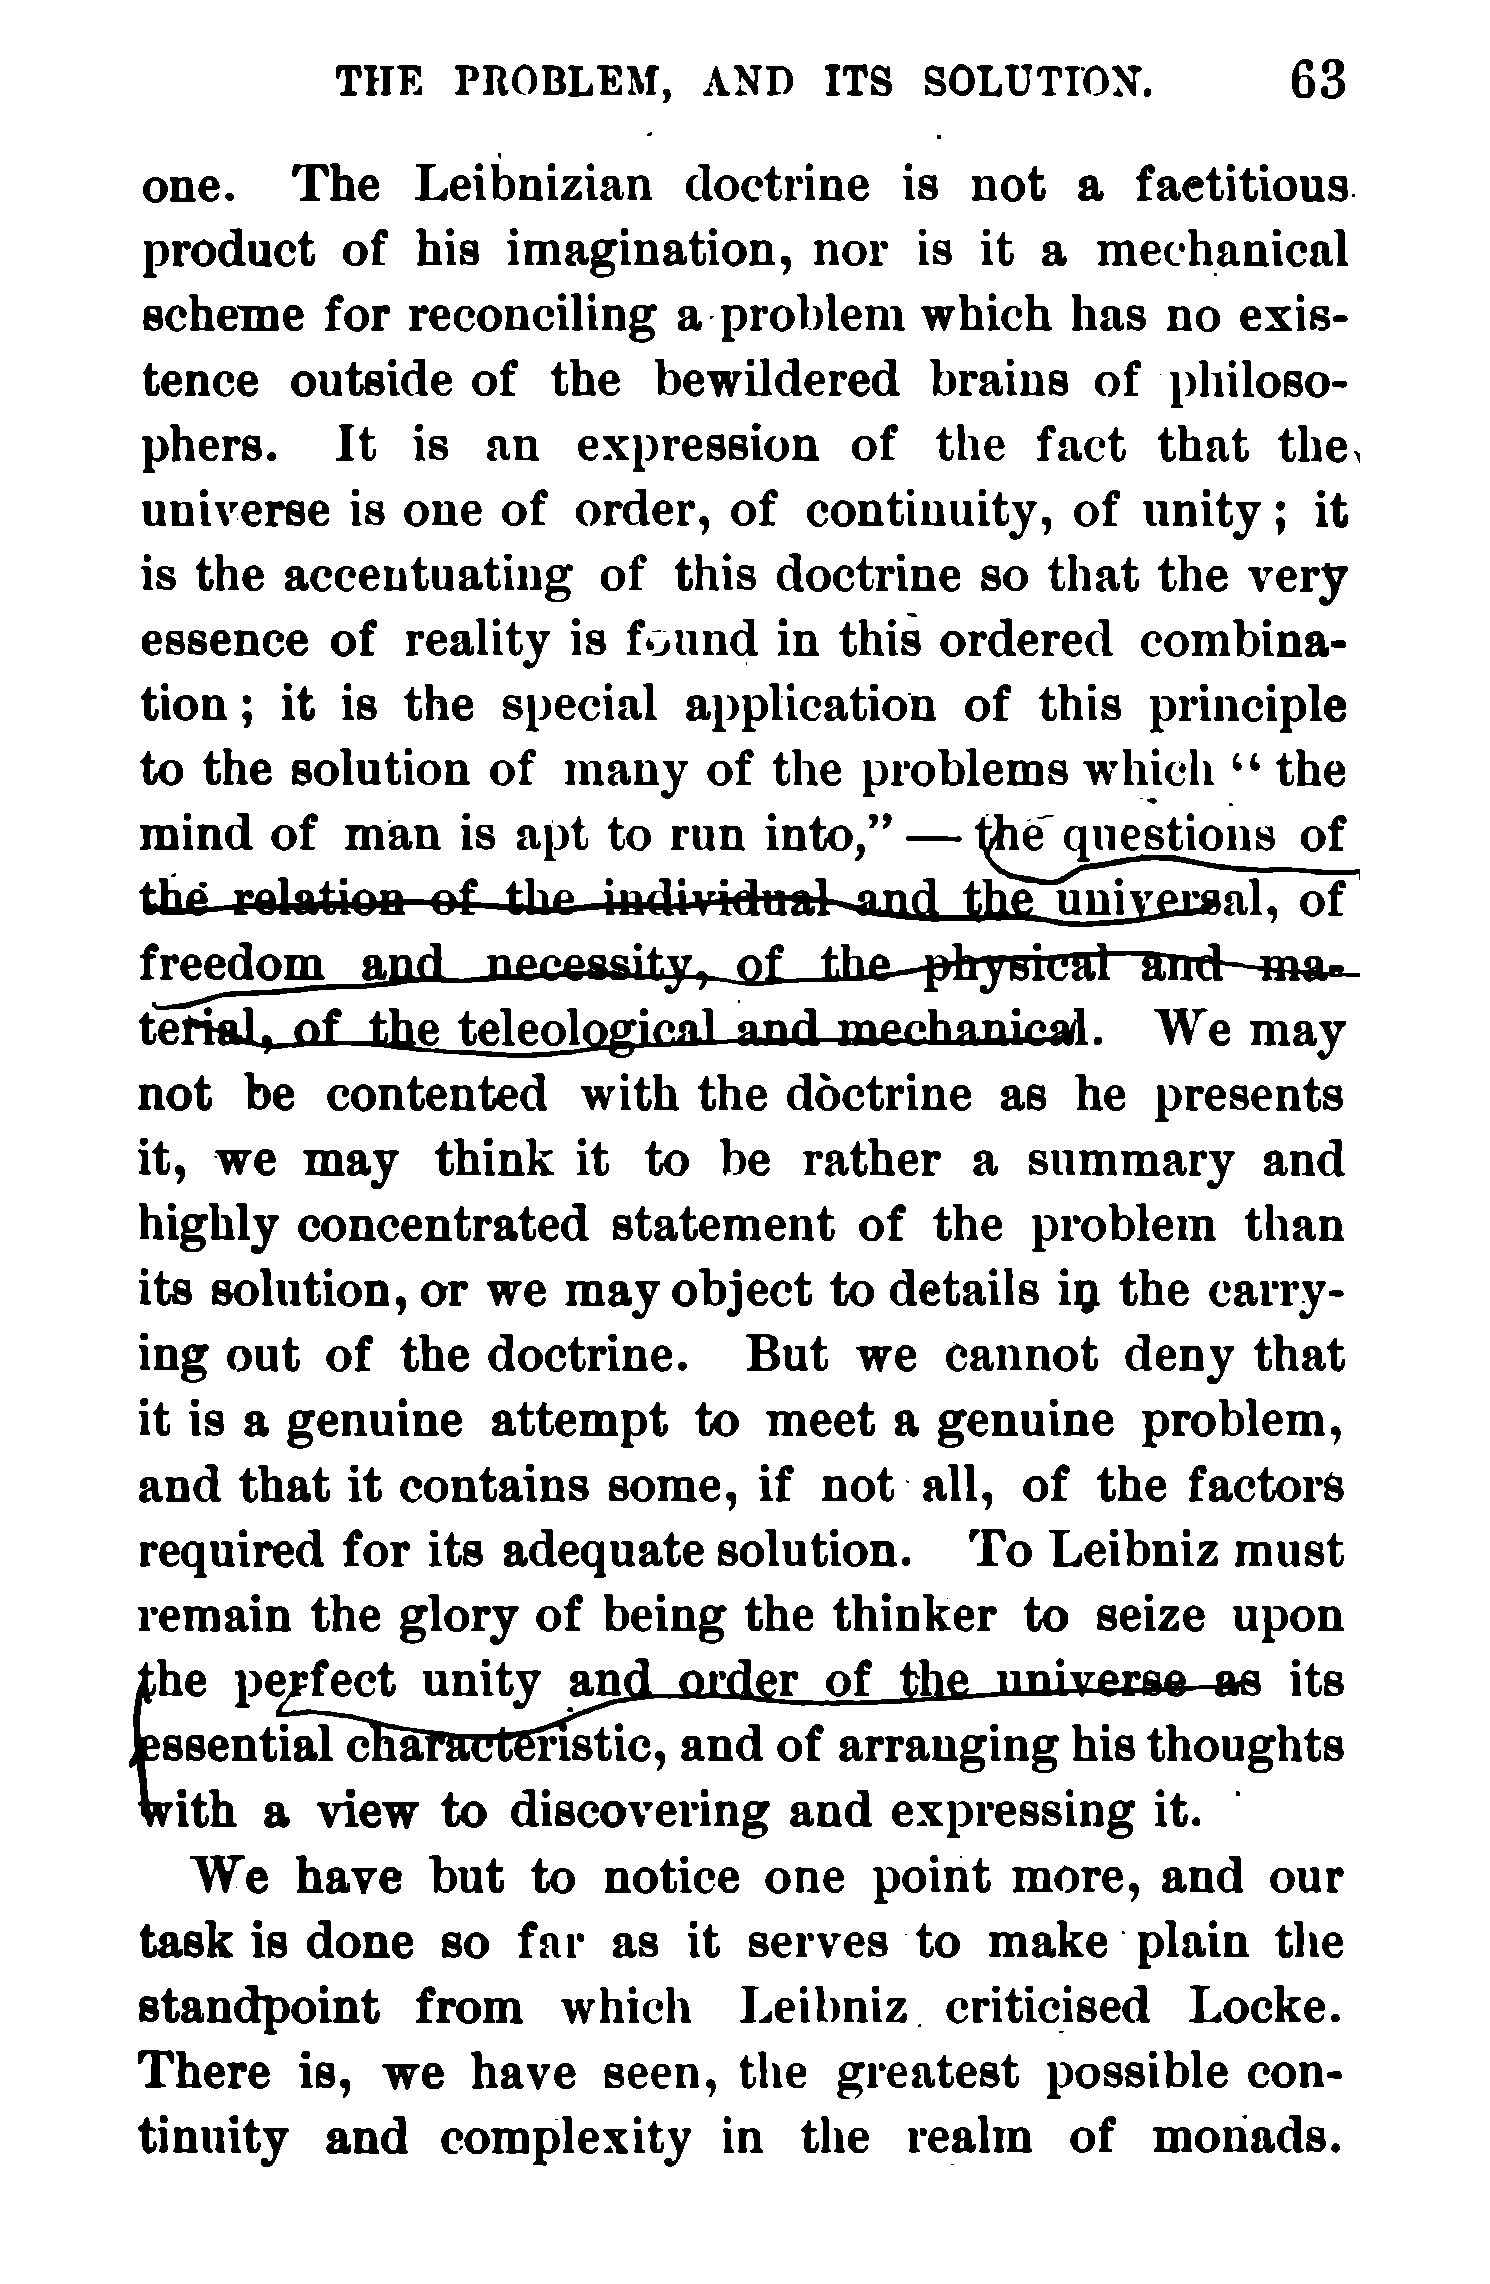 THE PROBLEM, AND ITS SOLUTION. 63
one. The Leibnizian doctrine is not a factitious
product of his imagination, nor is it a mechanical
scheme for reconciling a problem which has no exis-
tence outside of the bewildered brains of philoso-
phers. It is an expression of the fact that the
universe is one of order, of continuity, of unity; it
is the accentuating of this doctrine so that the very
essence of reality is found in this ordered combina-
tion; it is the special application of this principle
to the solution of many of the problems which “the
mind of man is apt to run into,” — the questions of
the relation of the individual and the universal, of
freedom and necessity, of the physical and ma-
terial, of the teleological and mechanical. We may
not be contented with the doctrine as he presents
it, we may think it to be rather a summary and
highly concentrated statement of the problem than
its solution, or we may object to details in the carry-
ing out of the doctrine. But we cannot deny that
it is a genuine attempt to meet a genuine problem,
and that it contains some, if not all, of the factors
required for its adequate solution. To Leibniz must
remain the glory of being the thinker to seize upon
the perfect unity and order of the universe as its
essential characteristic, and of arranging his thoughts
with a view to discovering and expressing it.
We have but to notice one point more, and our
task is done so far as it serves to make plain the
standpoint from which Leibniz criticised Locke.
There is, we have seen, the greatest possible con-
tinuity and complexity in the realm of monads.